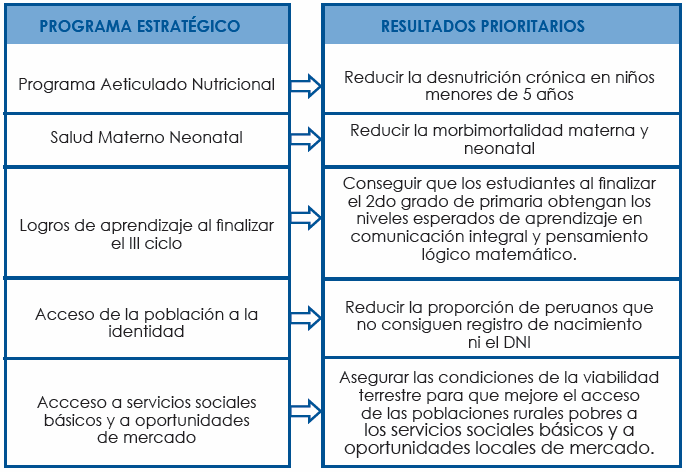 PROGRAMA ESTRATÉGICO
RESULTADOS PRIORITARIOS
Programa Aeticulado Nutricional
Reducir la desnutrición crónica en niños
menores de 5 años
Salud Materno Neonatal
Reducir la morbimortalidad materna y
neonatal
Logros de aprendizaje al finalizar
el III ciclo
Conseguir que los estudiantes al finalizar
el 2do grado de primaria obtengan los
niveles esperados de aprendizaje en
comunicación integral y pensamiento
lógico matemático.
Acceso de la población a la
identidad
Reducir la proporción de peruanos que
no consiguen registro de nacimiento
ni el DNI
Accceso a servicios sociales
básicos y a oportunidades
de mercado
Asegurar las condiciones de la viabilidad
terrestre para que mejore el acceso
de las poblaciones rurales pobres a
los servicios sociales básicos y a
oportunidades locales de mercado.